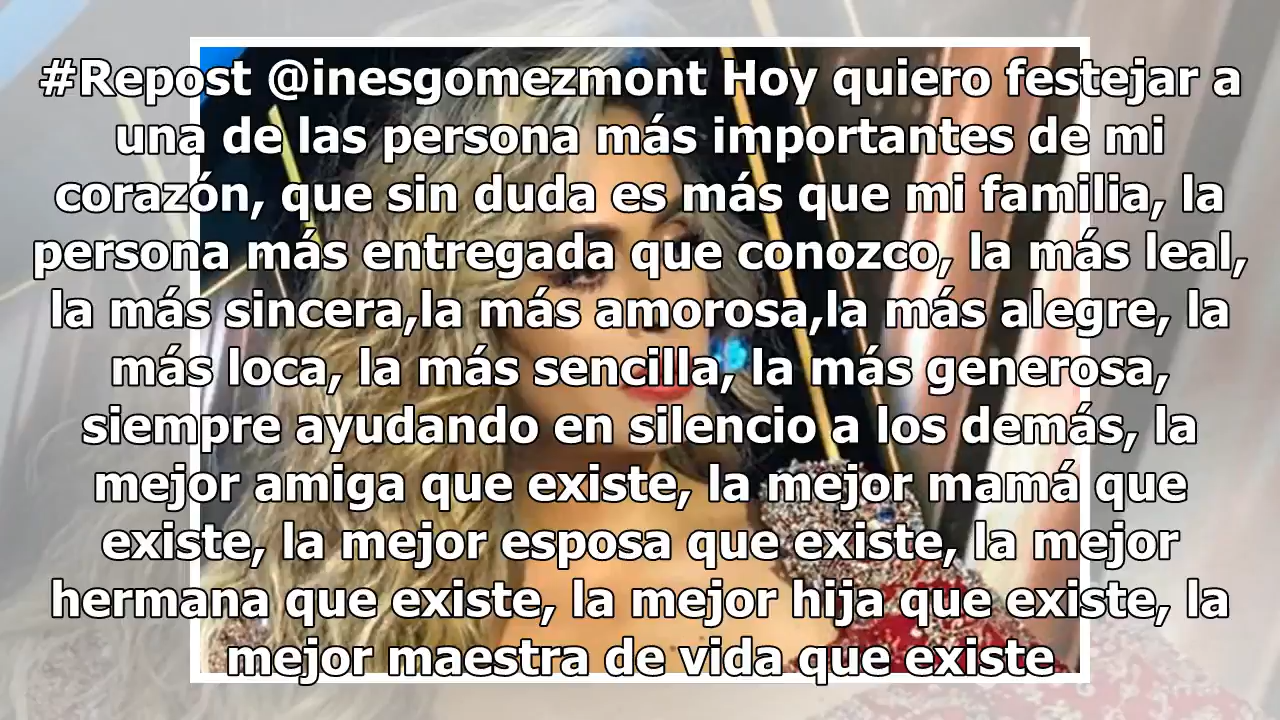 #Repost @inesgomezmont Hoy quiero festejar a
una de las persona más importantes de mi
corazón, que sin duda es más que mi familia, la
persona más entregada que conozco, la más leal,
la más sincera,la más amorosa,la más alegre, la
más loca, la más sencilla, la más generosa,
siempre ayudando en silencio a los demás, la
mejor amiga que existe, la mejor mamá que
existe, la mejor esposa que existe, la mejor
hermana que existe, la mejor hija que existe, la
mejor maestra de vida que existe